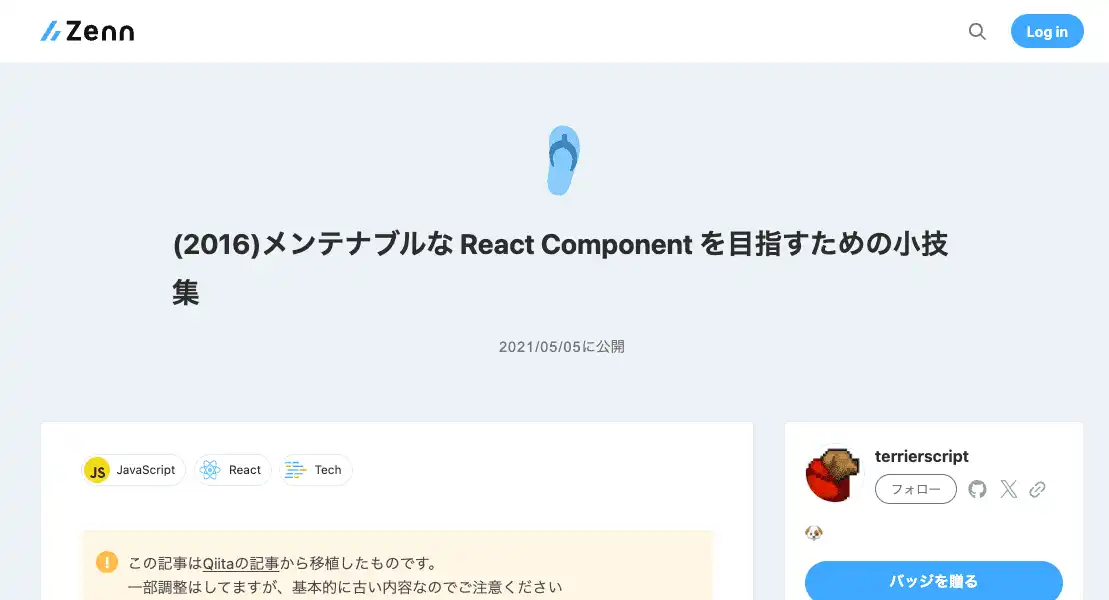 Zenn
Log in
(2016)メンテナブルな React Component を目指すための小技
集
2021/05/05に公開
JS JavaScript
React
Tech
terrierscript
フォロー
この記事はQiitaの記事から移植したものです。
一部調整はしてますが、基本的に古い内容なのでご注意ください
バッジを贈る